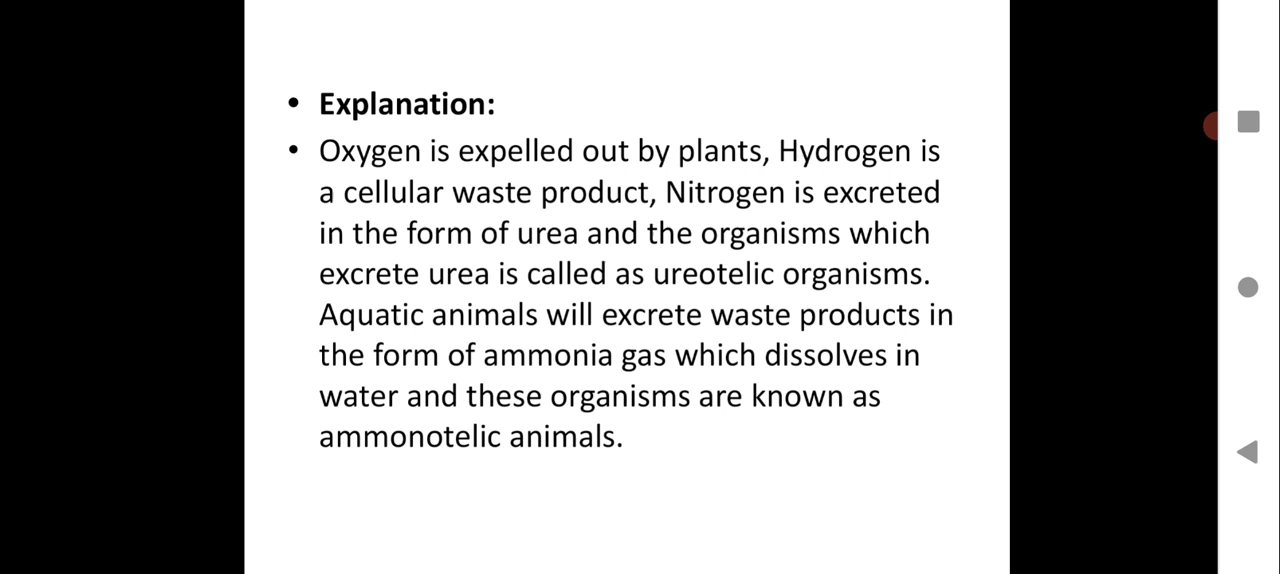 • Explanation:
• Oxygen is expelled out by plants, Hydrogen is
a cellular waste product, Nitrogen is excreted
in the form of urea and the organisms which
excrete urea is called as ureotelic organisms.
Aquatic animals will excrete waste products in
the form of ammonia gas which dissolves in
water and these organisms are known as
ammonotelic animals.